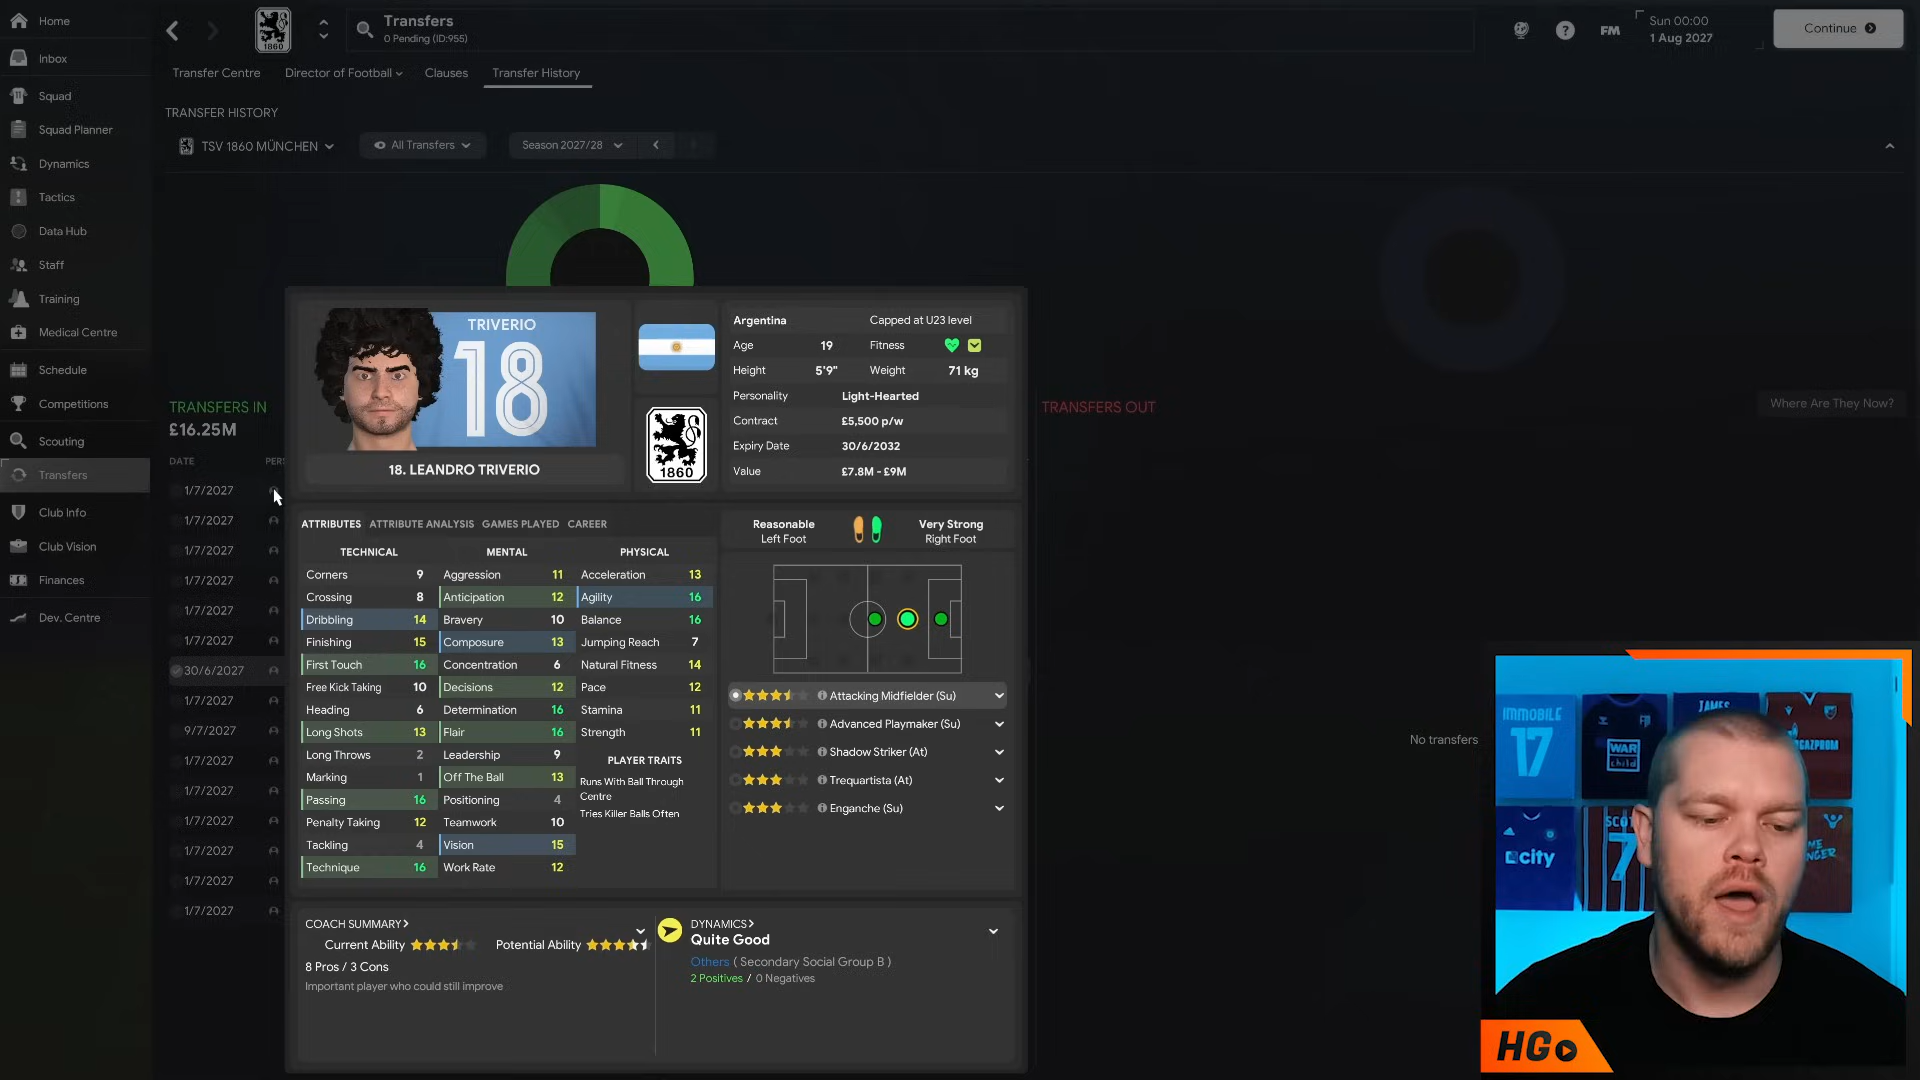 Home
Inbox
Squad
Squad Planner
Dynamics
Tactics
Data Hub
Staff
Training
Medical Centre
Schedule
Competitions
Scouting
Transfers
Club Info
Club Vision
Finances
Dev. Centre
1860
Transfers
0 Pending (ID:955)
FM
Sun 00:00
1 Aug 2027
Continue
Transfer Centre
Director of Football
Clauses
Transfer History
TRANSFER HISTORY
TSV 1860 MÜNCHEN
All Transfers
Season 2027/28
TRANSFERS IN
£16.25M
DATE
PER
1/7/2027
1/7/2027
1/7/2027
1/7/2027
1/7/2027
1/7/2027
30/6/2027
1/7/2027
9/7/2027
1/7/2027
1/7/2027
1/7/2027
1/7/2027
1/7/2027
1/7/2027
TRIVERIO
18
18. LEANDRO TRIVERIO
1860
Argentina Capped at U23 level
Age 19 Fitness
Height 5'9" Weight 71 kg
Personality Light-Hearted
Contract £5,500 p/w
Expiry Date 30/6/2032
Value £7.8M - £9M
ATTRIBUTES ATTRIBUTE ANALYSIS GAMES PLAYED CAREER
TECHNICAL MENTAL PHYSICAL
Corners 9 Aggression 11 Acceleration 13
Crossing 8 Anticipation 12 Agility 16
Dribbling 14 Bravery 10 Balance 16
Finishing 15 Composure 13 Jumping Reach 7
First Touch 16 Concentration 6 Natural Fitness 14
Free Kick Taking 10 Decisions 12 Pace 12
Heading 6 Determination 16 Stamina 11
Long Shots 13 Flair 16 Strength 11
Long Throws 2 Leadership 9
Marking 1 Off The Ball 13
Passing 16 Positioning 4
Penalty Taking 12 Teamwork 10
Tackling 4 Vision 15
Technique 16 Work Rate 12
PLAYER TRAITS
Runs With Ball Through
Centre
Tries Killer Balls Often
Reasonable
Left Foot
Very Strong
Right Foot
Attacking Midfielder (Su)
Advanced Playmaker (Su)
Shadow Striker (At)
Trequartista (At)
Enganche (Su)
COACH SUMMARY
Current Ability Potential Ability
8 Pros / 3 Cons
Important player who could still improve
DYNAMICS
Quite Good
Others ( Secondary Social Group B )
2 Positives / 0 Negatives
TRANSFERS OUT
Where Are They Now?
No transfers
IMMOBILE
17
WAR
child
JAMES
GAZPROM
city
7
HG